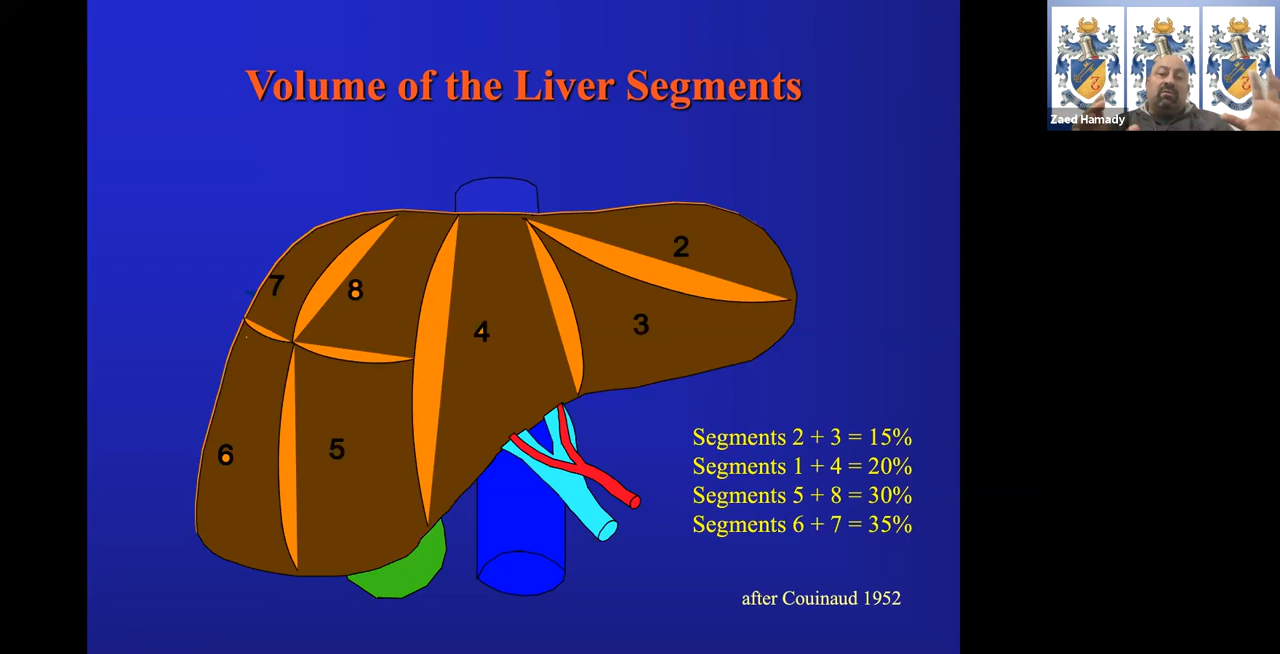 Volume of the Liver Segments
Zaed Hamady
2
7
8
3
4
5
6
Segments 2 + 3 = 15%
Segments 1 + 4 = 20%
Segments 5 + 8 = 30%
Segments 6 + 7 = 35%
after Couinaud 1952